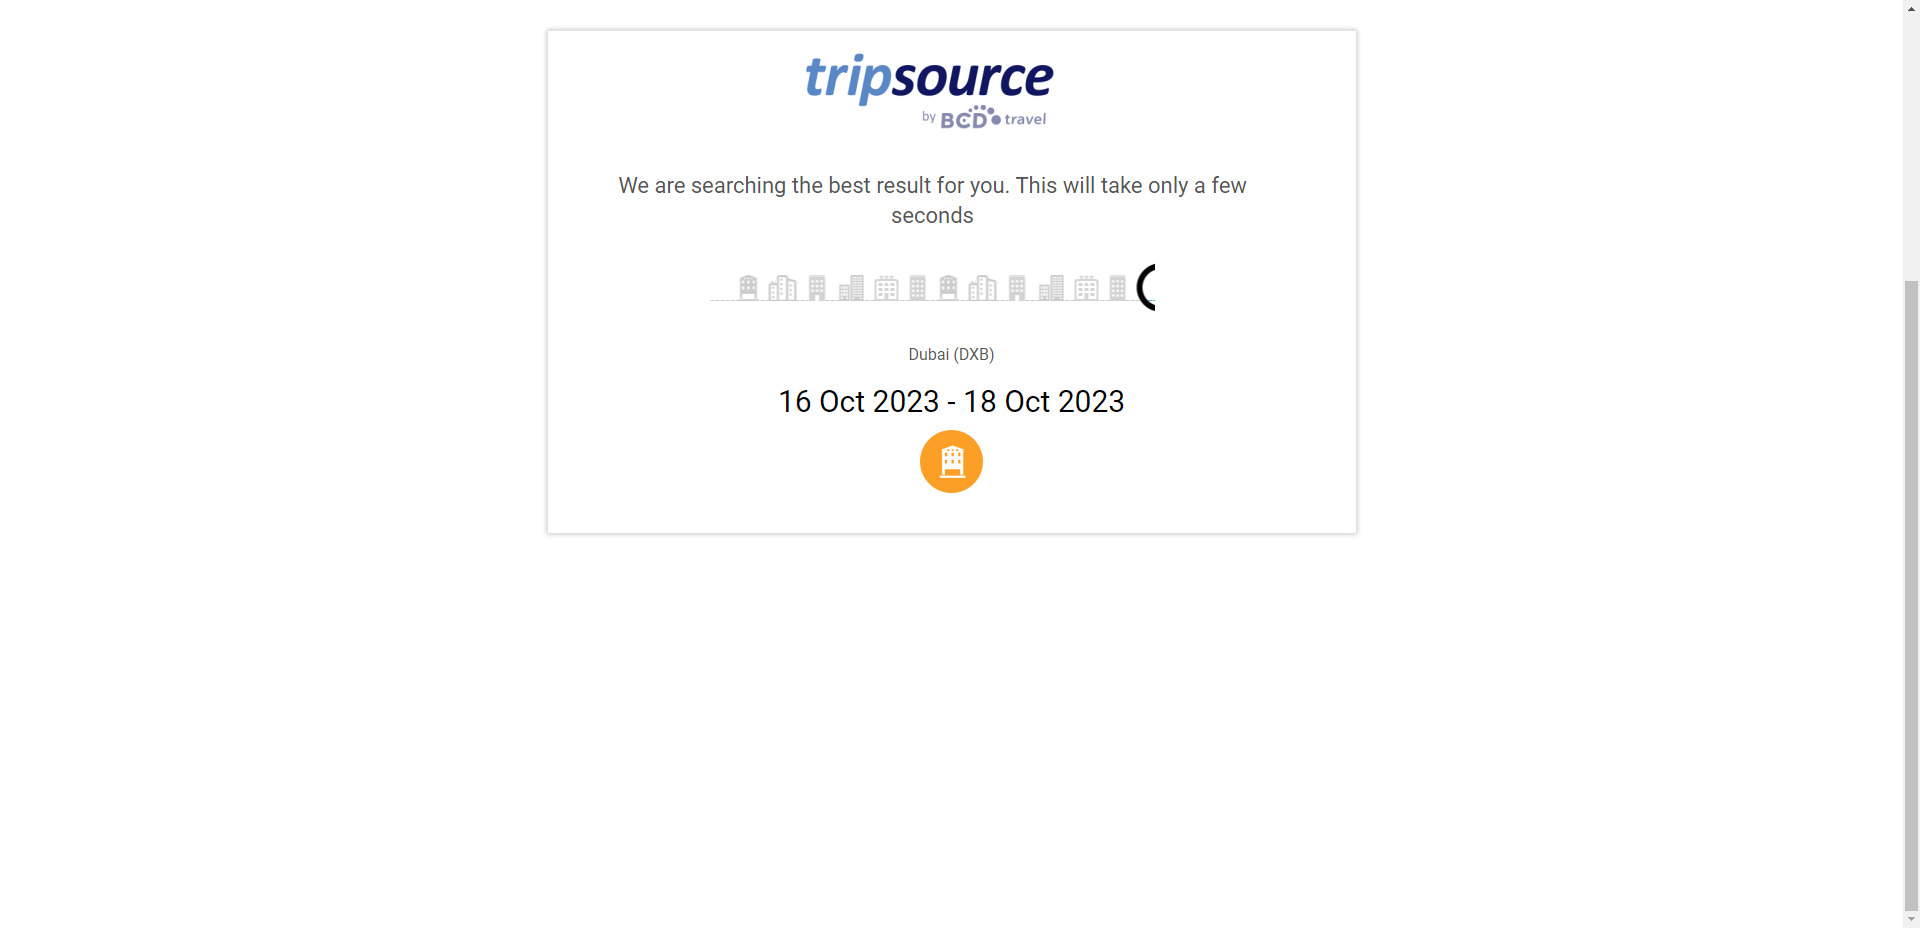 tripsource
by BCD travel
We are searching the best result for you. This will take only a few
seconds
Dubai (DXB)
16 Oct 2023 - 18 Oct 2023